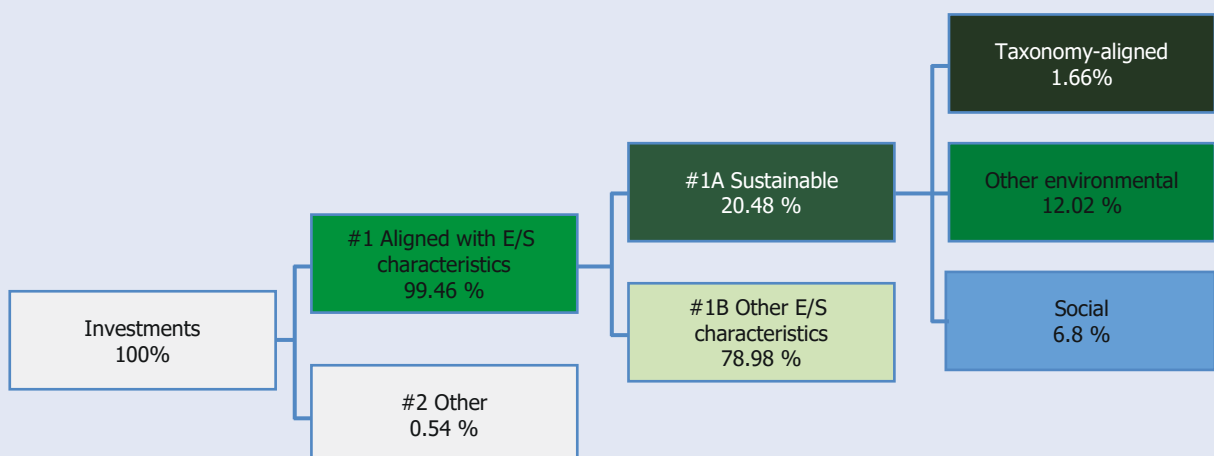 Investments
100%
#1 Aligned with E/S
characteristics
99.46 %
#2 Other
0.54 %
#1A Sustainable
20.48 %
#1B Other E/S
characteristics
78.98 %
Taxonomy-aligned
1.66%
Other environmental
12.02 %
Social
6.8 %